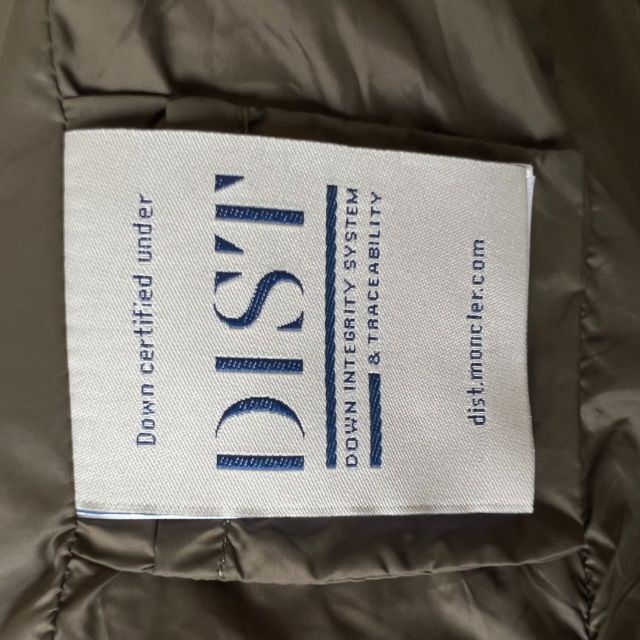 Down certified under
DIST
DOWN INTEGRITY SYSTEM
& TRACEABILITY
dist.moncler.com